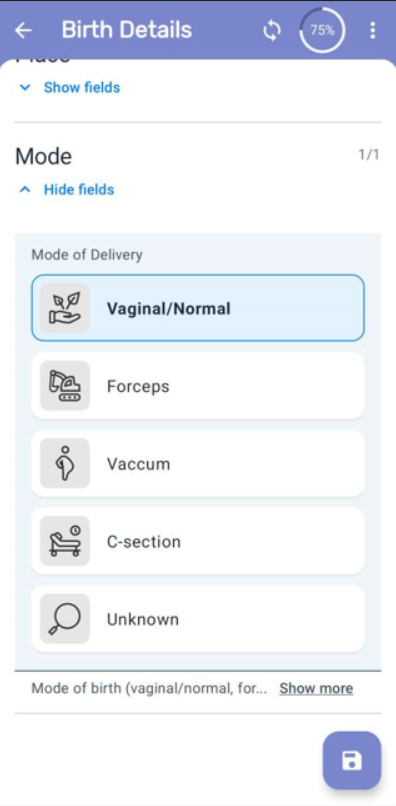 Birth Details
75%
Place
Show fields
Mode
1/1
Hide fields
Mode of Delivery
Vaginal/Normal
Forceps
Vaccum
C-section
Unknown
Mode of birth (vaginal/normal, for... Show more